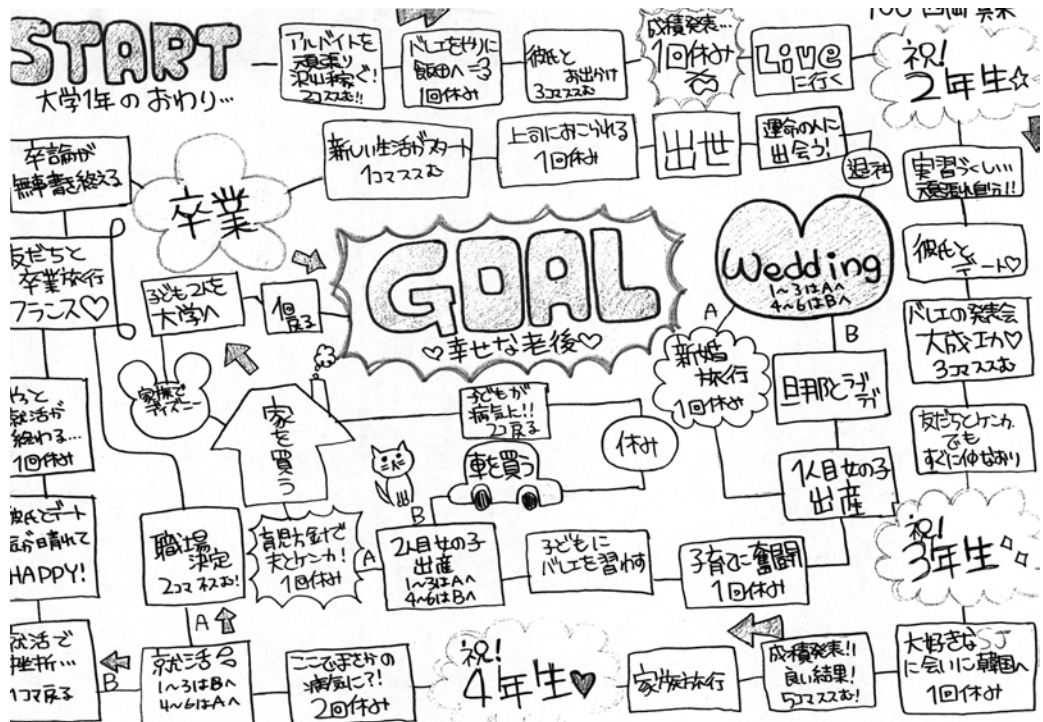 START
大学1年のおわり…
アルバイトを
頑張り
沢山稼ぐ!
2コススむ!!
バレエをやりに
飯田へ
1回休み
彼氏と
お出かけ
3コマススむ
成積発表…
1回休み
Live
に行く
祝!
2年生☆
実習づくし…
頑張れ自分!!
彼氏と
デート♡
バレエの発表会
大成功♡
3コマススむ
友だちとケンカ
でも
すぐに仲なおり
祝!
3年生
大好きなSJ
に会いに韓国へ
1回休み
成積発表!!
良い結果!
5コマススむ!
家族旅行
祝!
4年生♥
ここでまさかの
病気に?!
2回休み
就活
1〜3はBへ
4〜6はAへ
A
B
職場
決定
2コマススむ!
就活で
挫折…
1コマ戻る
彼氏とデート
が晴れて
HAPPY!
やっと
就活が
終わる…
1回休み
友だちと
卒業旅行
フランス♡
卒論が
無事書き終える
卒業
新しい生活がスタート
1コマススむ
上司におこられる
1回休み
出世
運命の人に
出会う!
退社
Wedding
1〜3はAへ
4〜6はBへ
A
B
新婚
旅行
1回休み
旦那とラブ
ラブ
1人目女の子
出産
子育てに奮闘
1回休み
子どもに
バレエを習わす
2人目女の子
出産
1〜3はAへ
4〜6はBへ
A
B
車を買う
休み
子どもが
病気に!!
2コ戻る
育児方針で
夫とケンカ!
1回休み
家を買う
家族で
ディズニー
子ども2人を
大学へ
1回
戻る
GOAL
♡幸せな老後♡